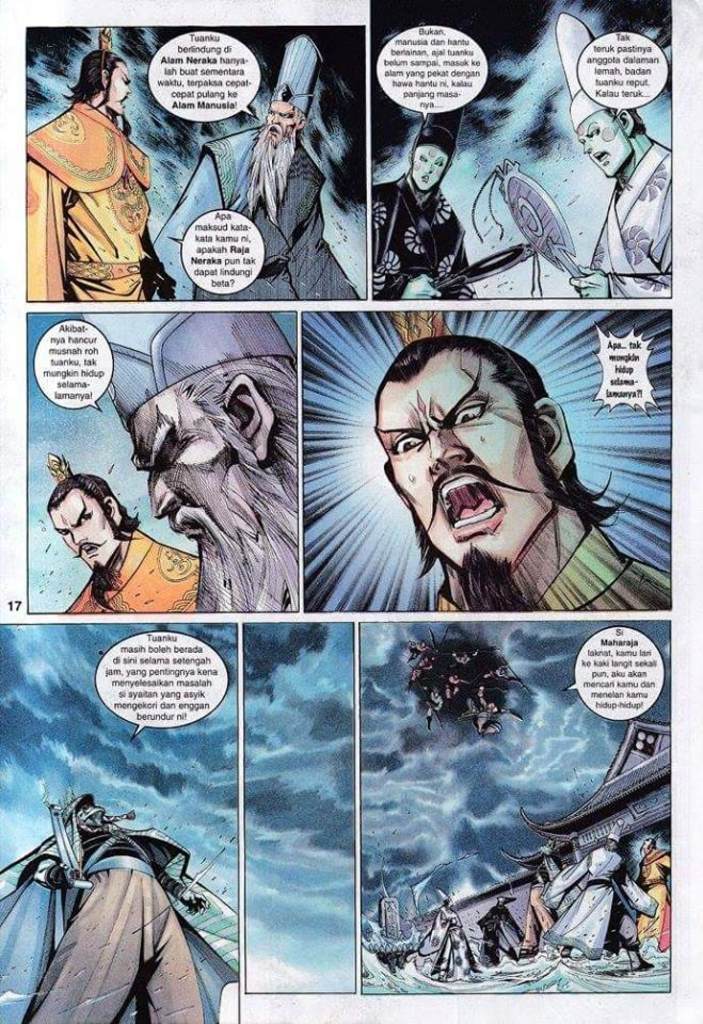 Tuanku
berlindung di
Alam Neraka hanya-
lah buat sementara
waktu, terpaksa cepat-
cepat pulang ke
Alam Manusia!
Apa
maksud kata-
kata kamu ni,
apakah Raja
Neraka pun tak
dapat lindungi
beta?
Bukan,
manusia dan hantu
berlainan, ajal tuanku
belum sampai, masuk ke
alam yang pekat dengan
hawa hantu ni, kalau
panjang masa-
nya...
Tak
teruk pastinya
anggota dalaman
lemah, badan
tuanku reput.
Kalau teruk...
Akibat-
nya hancur
musnah roh
tuanku, tak
mungkin hidup
selama-
lamanya!
Apa... tak
mungkin
hidup
selama-
lamanya?!
17
Tuanku
masih boleh berada
di sini selama setengah
jam, yang pentingnya kena
menyelesaikan masalah
si syaitan yang asyik
mengekori dan enggan
berundur ni!
Si
Maharaja
laknat, kamu lari
ke kaki langit sekali
pun, aku akan
mencari kamu dan
menelan kamu
hidup-hidup!